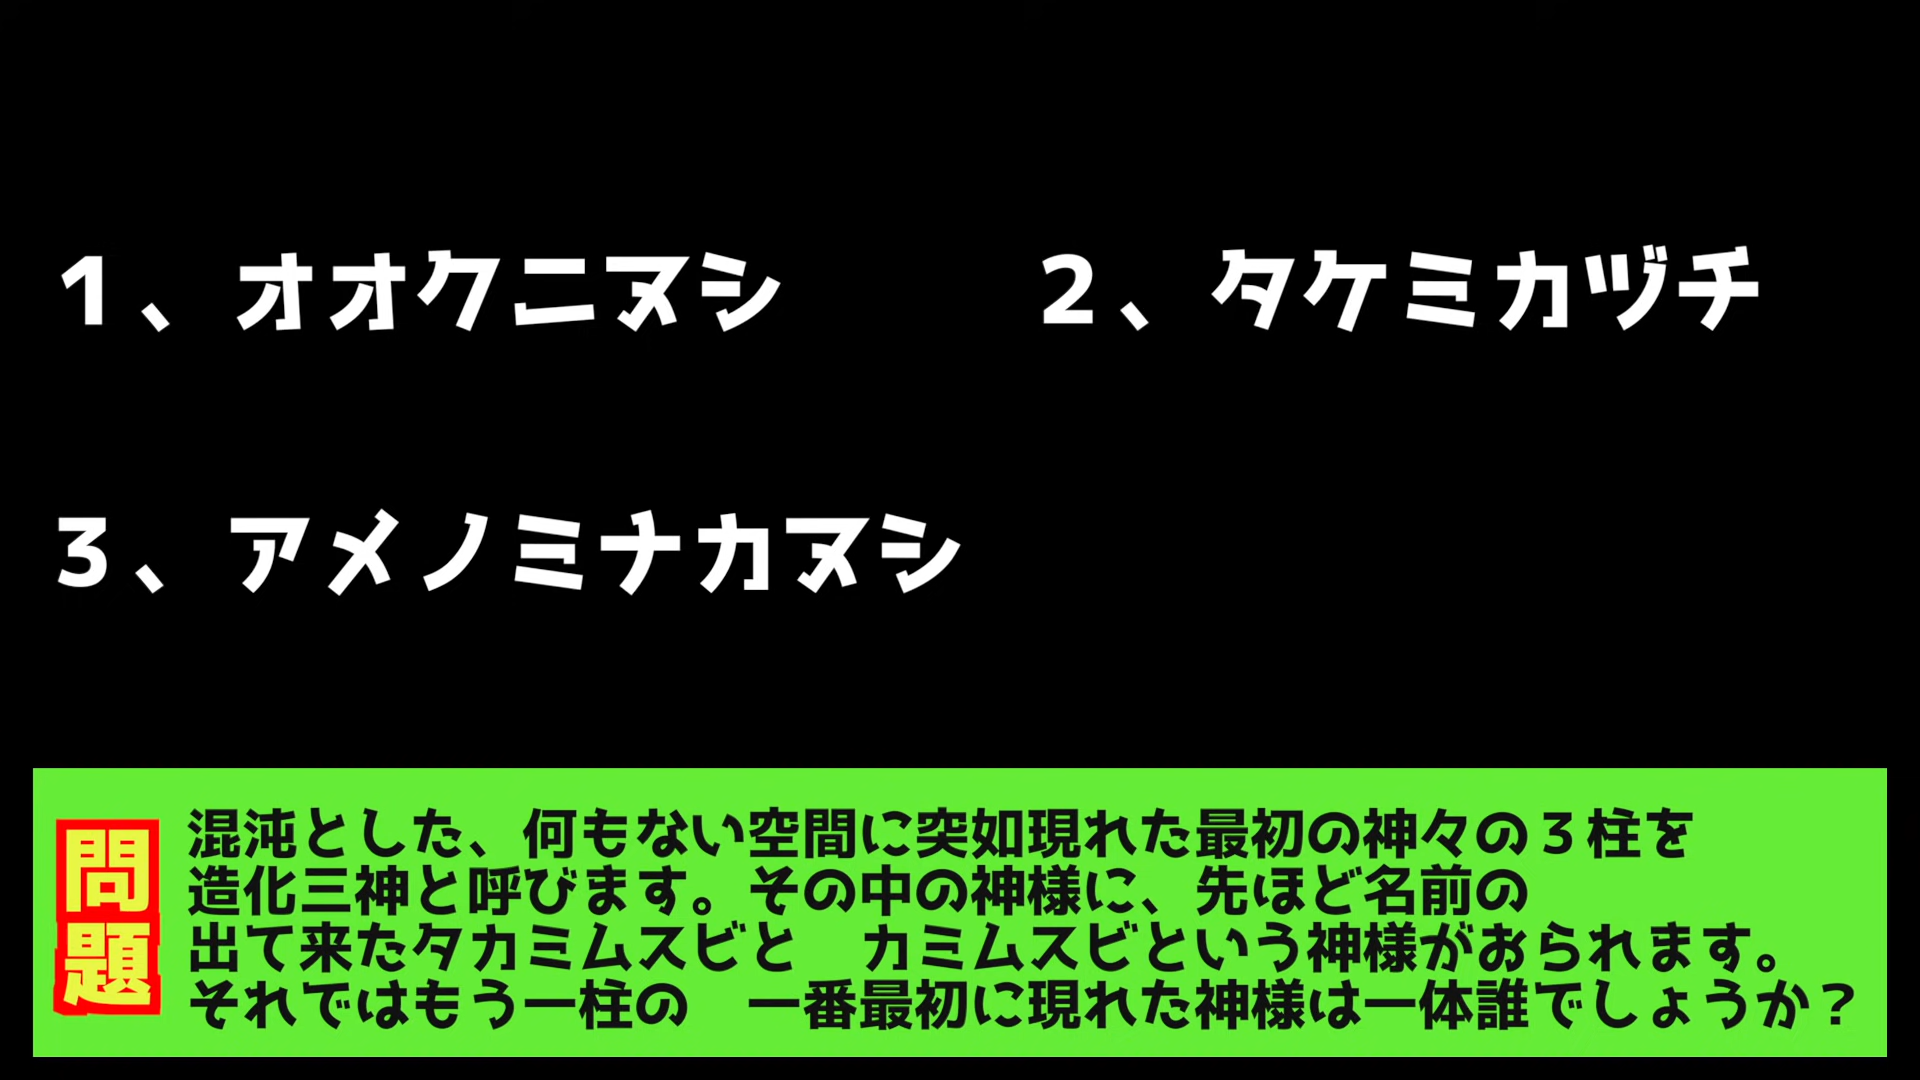 １、オオクニヌシ
２、タケミカヅチ
３、アメノミナカヌシ
問題
混沌とした、何もない空間に突如現れた最初の神々の３柱を
造化三神と呼びます。その中の神様に、先ほど名前の
出て来たタカミムスビと　カミムスビという神様がおられます。
それではもう一柱の　一番最初に現れた神様は一体誰でしょうか？